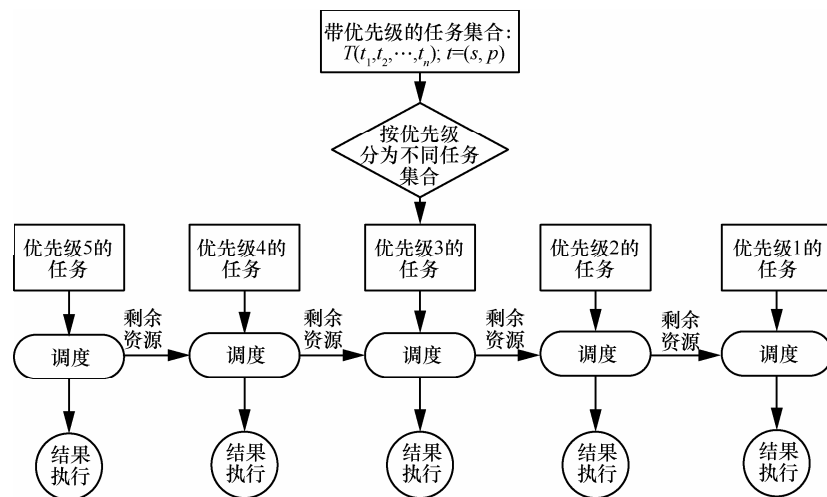 带优先级的任务集合:
T(t₁,t₂,⋯,tₙ); t=(s, p)
按优先级
分为不同任务
集合
优先级5的
任务
优先级4的
任务
优先级3的
任务
优先级2的
任务
优先级1的
任务
调度
剩余
资源
调度
剩余
资源
调度
剩余
资源
调度
剩余
资源
调度
结果
执行
结果
执行
结果
执行
结果
执行
结果
执行